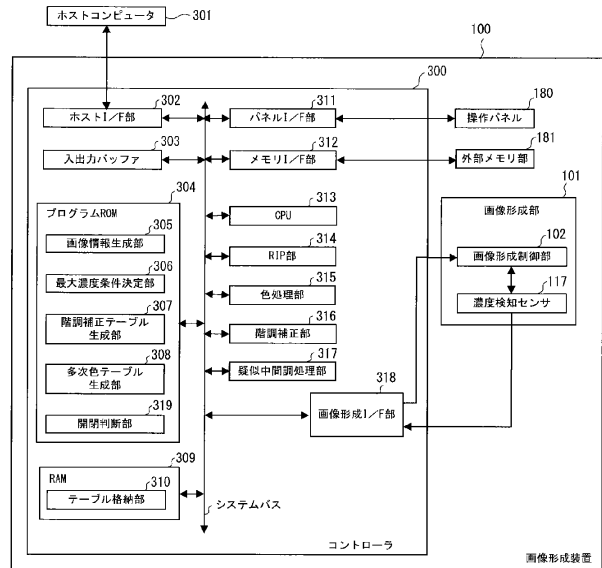 ホストコンピュータ
301
100
300
302
ホストI/F部
311
パネルI/F部
180
操作パネル
303
入出力バッファ
312
メモリI/F部
181
外部メモリ部
304
プログラムROM
305
画像情報生成部
306
最大濃度条件決定部
307
階調補正テーブル
生成部
308
多次色テーブル
生成部
319
開閉判断部
313
CPU
314
RIP部
315
色処理部
316
階調補正部
317
疑似中間調処理部
318
画像形成I/F部
101
画像形成部
102
画像形成制御部
117
濃度検知センサ
309
RAM
310
テーブル格納部
システムバス
コントローラ
画像形成装置